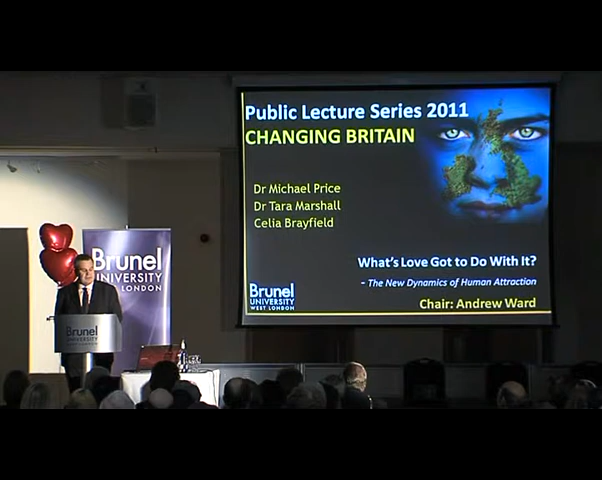 Public Lecture Series 2011
CHANGING BRITAIN
Dr Michael Price
Dr Tara Marshall
Celia Brayfield
What's Love Got to Do With It?
- The New Dynamics of Human Attraction
Chair: Andrew Ward
Brunel
UNIVERSITY
WEST LONDON
Brunel
UNIVERSITY
LONDON
Brunel
UNIVERSITY